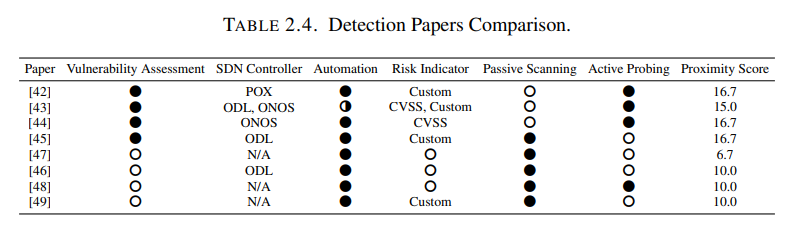 TABLE 2.4. Detection Papers Comparison.
Paper Vulnerability Assessment SDN Controller Automation Risk Indicator Passive Scanning Active Probing Proximity Score
[42] ● POX ● Custom ○ ● 16.7
[43] ● ODL, ONOS ◑ CVSS, Custom ○ ● 15.0
[44] ● ONOS ● CVSS ○ ● 16.7
[45] ● ODL ● Custom ● ○ 16.7
[47] ○ N/A ● ○ ● ○ 6.7
[46] ○ ODL ● ○ ● ○ 10.0
[48] ○ N/A ● ○ ● ● 10.0
[49] ○ N/A ● Custom ● ○ 10.0